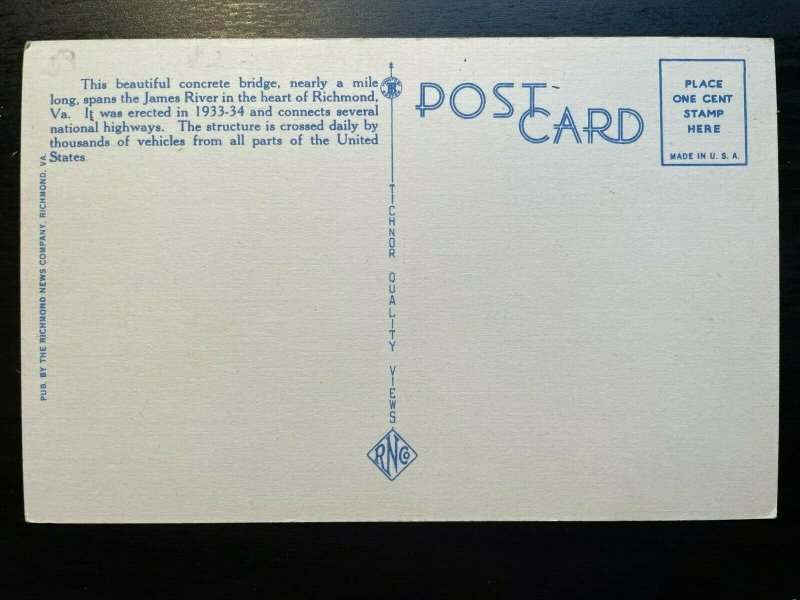 This beautiful concrete bridge, nearly a mile
long, spans the James River in the heart of Richmond,
Va. It was erected in 1933-34 and connects several
national highways. The structure is crossed daily by
thousands of vehicles from all parts of the United
States
PUB. BY THE RICHMOND NEWS COMPANY, RICHMOND, VA.
TICHNOR QUALITY VIEWS
RNCo
POST
CARD
PLACE
ONE CENT
STAMP
HERE
MADE IN U. S. A.